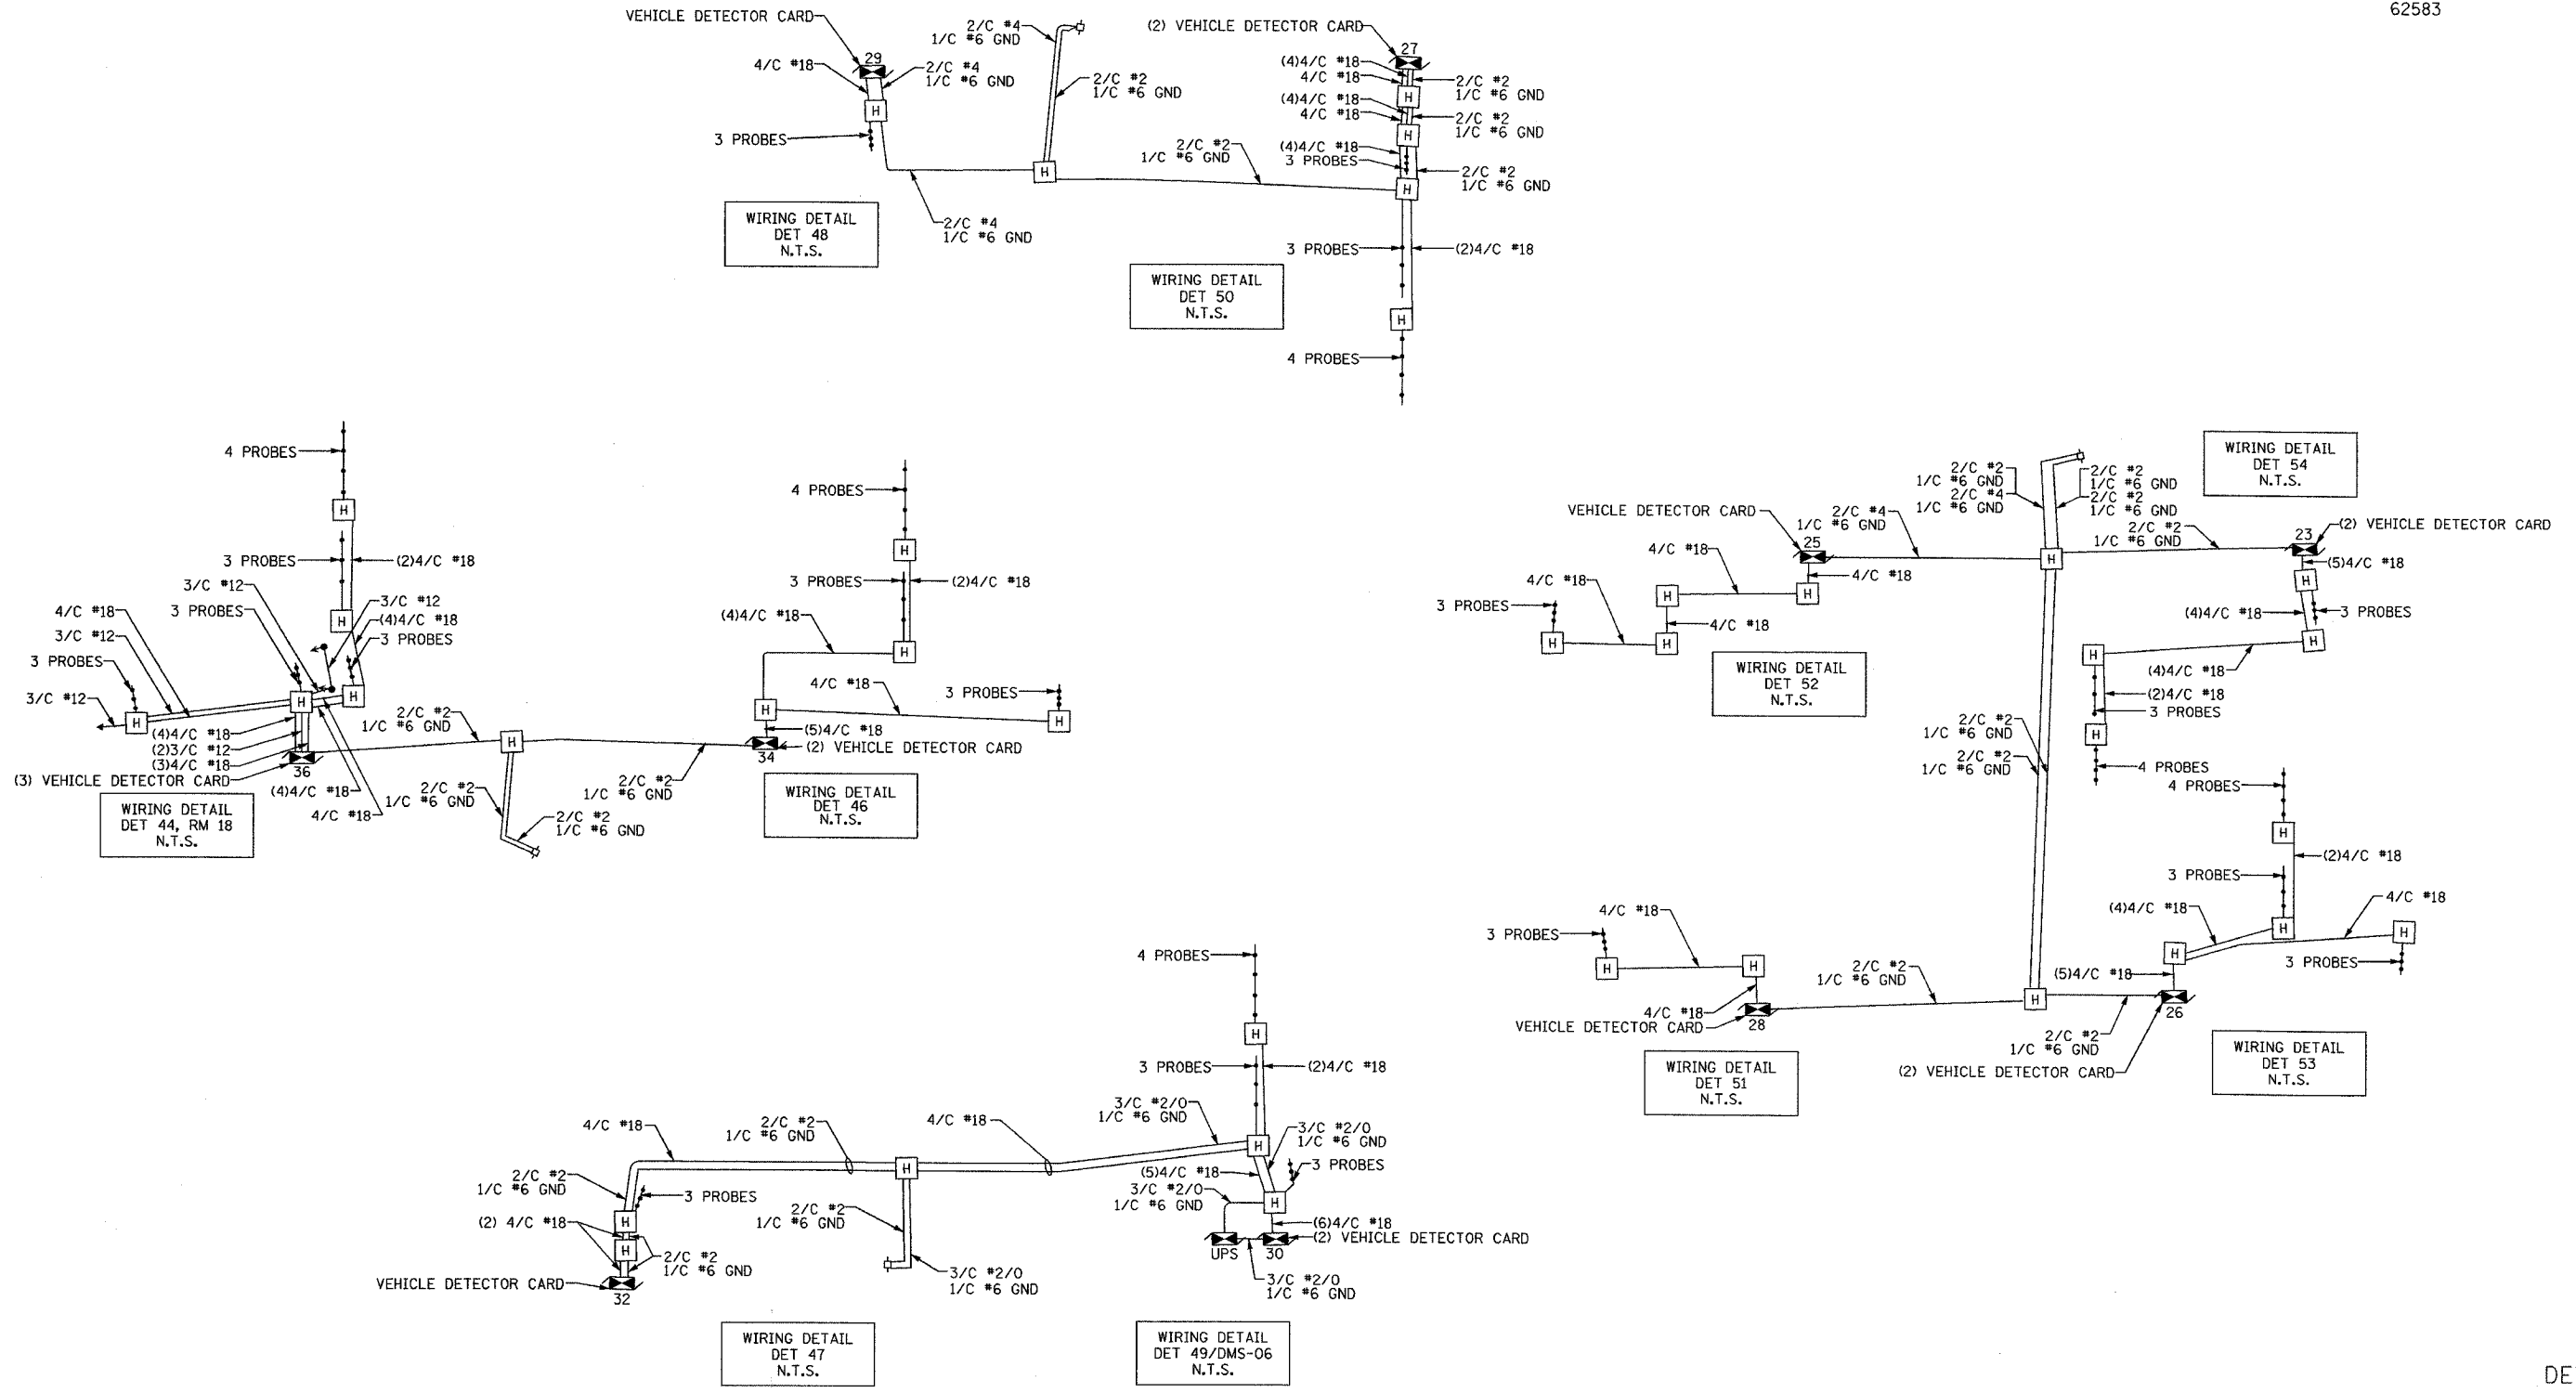 62583
VEHICLE DETECTOR CARD
29
4/C #18
2/C #4
1/C #6 GND
3 PROBES
2/C #4
1/C #6 GND
2/C #2
1/C #6 GND
2/C #4
1/C #6 GND
WIRING DETAIL
DET 48
N.T.S.
(2) VEHICLE DETECTOR CARD
27
(4)4/C #18
4/C #18
2/C #2
1/C #6 GND
(4)4/C #18
4/C #18
2/C #2
1/C #6 GND
2/C #2
1/C #6 GND
(4)4/C #18
3 PROBES
2/C #2
1/C #6 GND
3 PROBES
(2)4/C #18
4 PROBES
H
H
H
H
H
H
WIRING DETAIL
DET 50
N.T.S.
4 PROBES
H
3 PROBES
(2)4/C #18
3/C #12
3 PROBES
4/C #18
3/C #12
3 PROBES
3/C #12
H
3/C #12
(4)4/C #18
3 PROBES
H
H
H
(4)4/C #18
(2)3/C #12
(3)4/C #18
(3) VEHICLE DETECTOR CARD
36
(4)4/C #18
4/C #18
WIRING DETAIL
DET 44, RM 18
N.T.S.
2/C #2
1/C #6 GND
H
2/C #2
1/C #6 GND
2/C #2
1/C #6 GND
2/C #2
1/C #6 GND
4 PROBES
H
3 PROBES
(2)4/C #18
(4)4/C #18
H
4/C #18
3 PROBES
H
H
(5)4/C #18
(2) VEHICLE DETECTOR CARD
34
WIRING DETAIL
DET 46
N.T.S.
2/C #2
1/C #6 GND
2/C #4
1/C #6 GND
2/C #2
1/C #6 GND
2/C #2
1/C #6 GND
WIRING DETAIL
DET 54
N.T.S.
VEHICLE DETECTOR CARD
2/C #4
1/C #6 GND
25
4/C #18
4/C #18
4/C #18
3 PROBES
4/C #18
H
H
H
H
H
WIRING DETAIL
DET 52
N.T.S.
2/C #2
1/C #6 GND
23
(2) VEHICLE DETECTOR CARD
(5)4/C #18
H
(4)4/C #18
3 PROBES
H
H
(4)4/C #18
(2)4/C #18
3 PROBES
H
4 PROBES
2/C #2
1/C #6 GND
2/C #2
1/C #6 GND
4 PROBES
H
(2)4/C #18
3 PROBES
4/C #18
(4)4/C #18
H
H
H
3 PROBES
(5)4/C #18
26
2/C #2
1/C #6 GND
(2) VEHICLE DETECTOR CARD
WIRING DETAIL
DET 53
N.T.S.
4/C #18
3 PROBES
H
H
H
2/C #2
1/C #6 GND
4/C #18
VEHICLE DETECTOR CARD
28
WIRING DETAIL
DET 51
N.T.S.
4 PROBES
H
3 PROBES
(2)4/C #18
3/C #2/0
1/C #6 GND
H
3/C #2/0
1/C #6 GND
4/C #18
2/C #2
1/C #6 GND
4/C #18
H
(5)4/C #18
3 PROBES
3/C #2/0
1/C #6 GND
H
(6)4/C #18
(2) VEHICLE DETECTOR CARD
UPS
30
3/C #2/0
1/C #6 GND
2/C #2
1/C #6 GND
3 PROBES
H
(2) 4/C #18
H
2/C #2
1/C #6 GND
VEHICLE DETECTOR CARD
32
2/C #2
1/C #6 GND
3/C #2/0
1/C #6 GND
WIRING DETAIL
DET 47
N.T.S.
WIRING DETAIL
DET 49/DMS-06
N.T.S.
DE